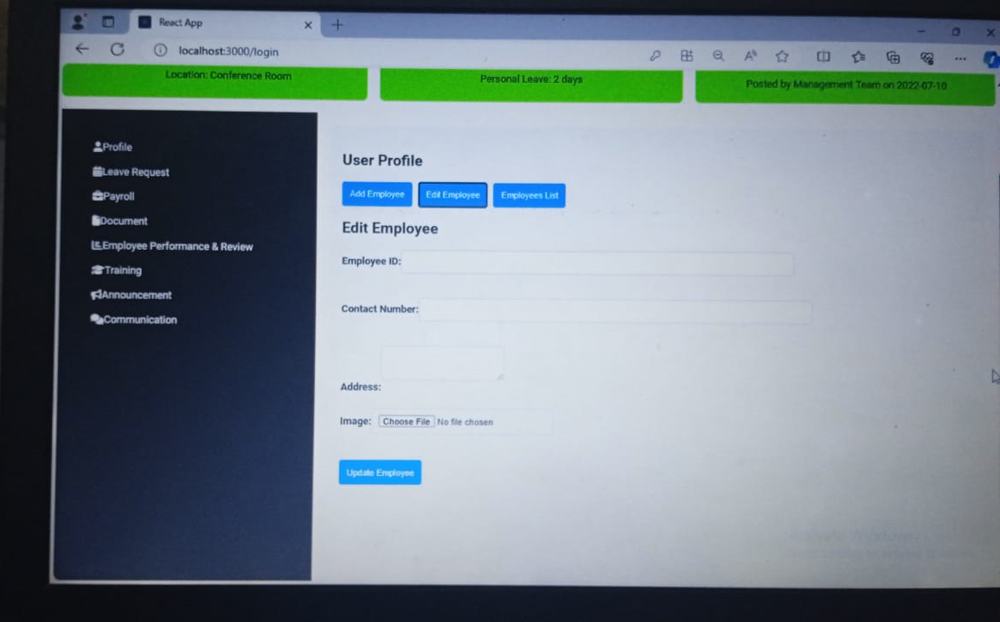 React App
localhost:3000/login
Location: Conference Room
Personal Leave: 2 days
Posted by Management Team on 2022-07-10
Profile
Leave Request
Payroll
Document
Employee Performance & Review
Training
Announcement
Communication
User Profile
Add Employee Edit Employee Employees List
Edit Employee
Employee ID:
Contact Number:
Address:
Image: Choose File No file chosen
Update Employee